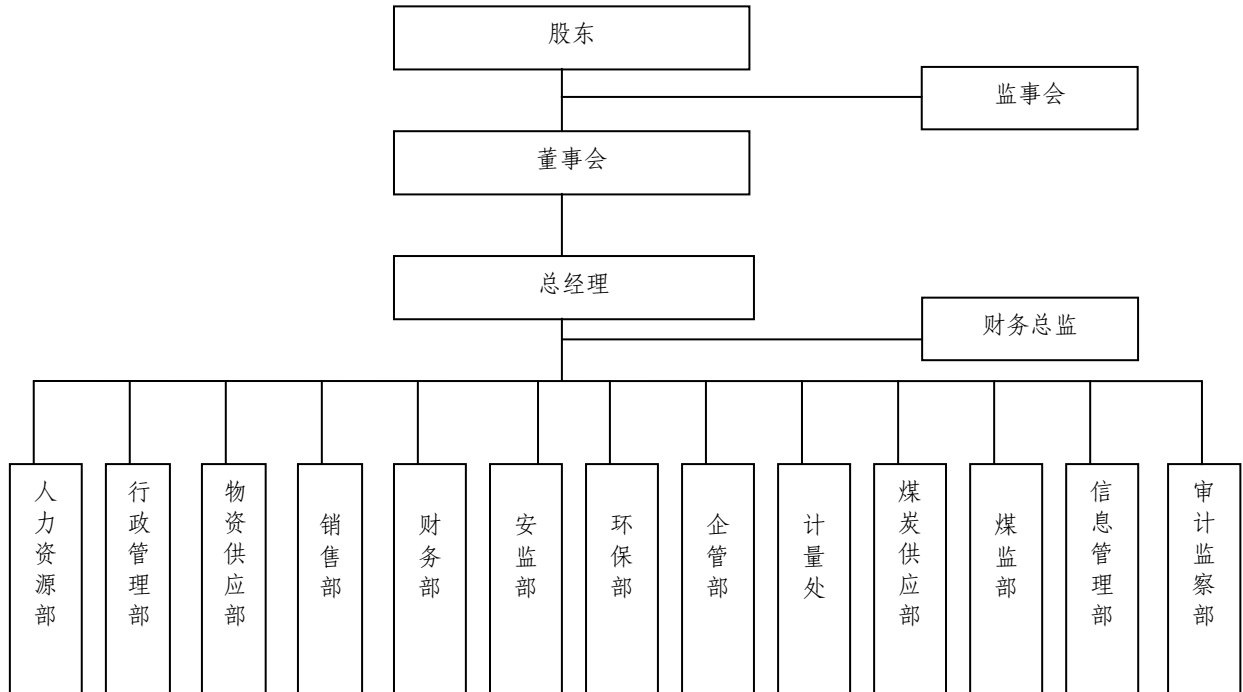 股东
监事会
董事会
总经理
财务总监
人力资源部
行政管理部
物资供应部
销售部
财务部
安监部
环保部
企管部
计量处
煤炭供应部
煤监部
信息管理部
审计监察部